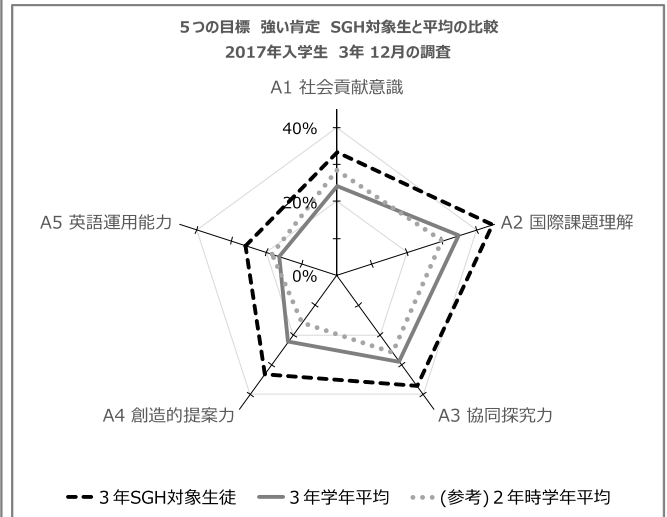 ５つの目標 強い肯定 SGH対象生と平均の比較
2017年入学生 3年 12月の調査
A1 社会貢献意識
40%
A5 英語運用能力
20%
A2 国際課題理解
0%
A4 創造的提案力
A3 協同探究力
３年SGH対象生徒
３年学年平均
(参考)２年時学年平均